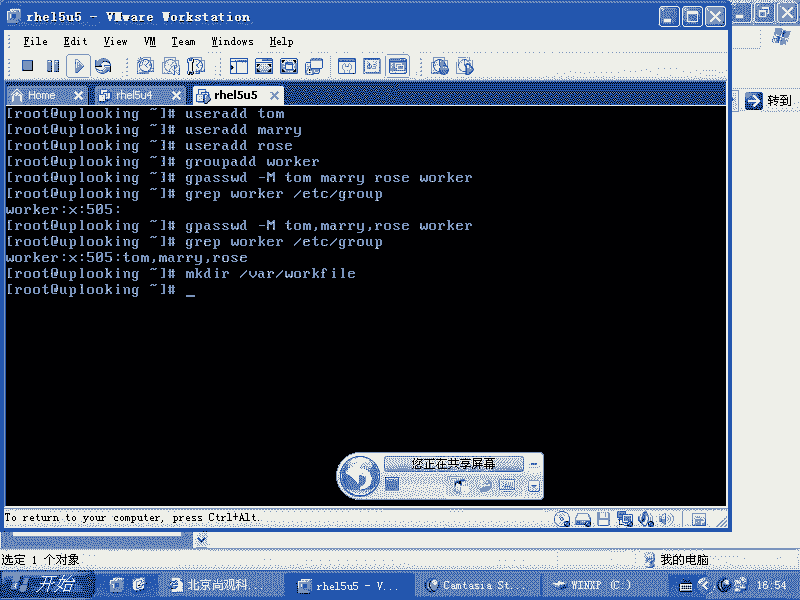 rhel5u5 - VMware Workstation
File Edit View VM Team Windows Help
Home rhel5u4 rhel5u5
转到
[root@uplooking ~]# useradd tom
[root@uplooking ~]# useradd marry
[root@uplooking ~]# useradd rose
[root@uplooking ~]# groupadd worker
[root@uplooking ~]# gpasswd -M tom marry rose worker
[root@uplooking ~]# grep worker /etc/group
worker:x:505:
[root@uplooking ~]# gpasswd -M tom,marry,rose worker
[root@uplooking ~]# grep worker /etc/group
worker:x:505:tom,marry,rose
[root@uplooking ~]# mkdir /var/workfile
[root@uplooking ~]# _
您正在共享屏幕
To return to your computer, press Ctrl+Alt.
选定 1 个对象
我的电脑
开始 北京尚观科... rhel5u5 - V... Camtasia St... WINXP (C:) 16:54